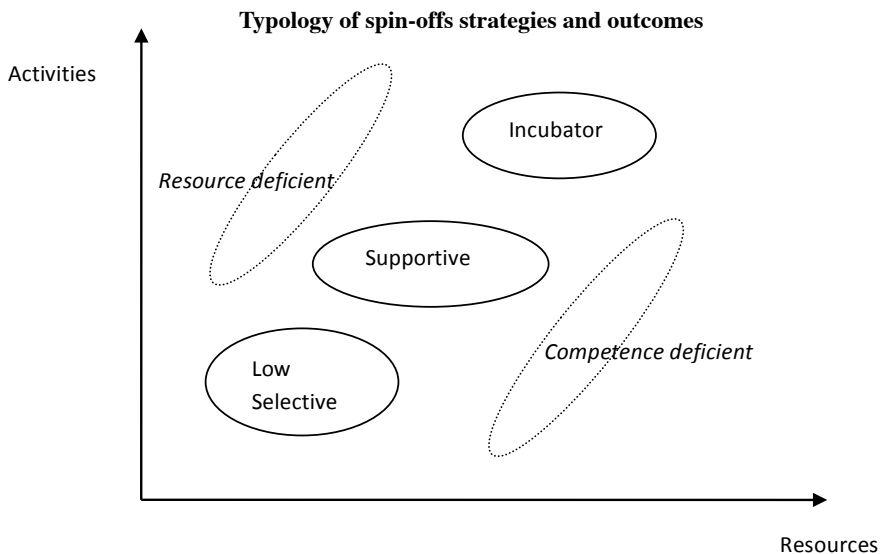 Typology of spin-offs strategies and outcomes
Activities
Incubator
Resource deficient
Supportive
Competence deficient
Low
Selective
Resources